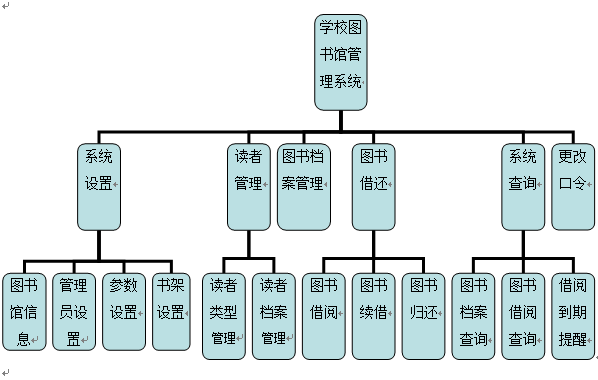 学校图
书馆管
理系统
系统
设置
读者
管理
图书档
案管理
图书
借还
系统
查询
更改
口令
图书
馆信
息
管理
员设
置
参数
设置
书架
设置
读者
类型
管理
读者
档案
管理
图书
借阅
图书
续借
图书
归还
图书
档案
查询
图书
借阅
查询
借阅
到期
提醒